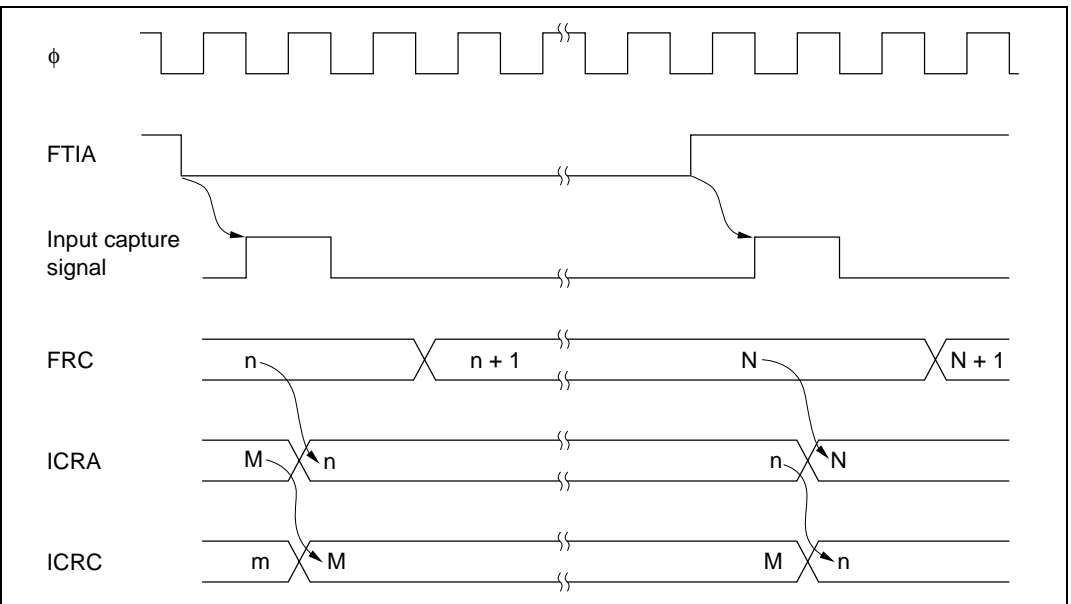 ϕ
FTIA
Input capture
signal
FRC
n
n + 1
N
N + 1
ICRA
M
n
n
N
ICRC
m
M
M
n